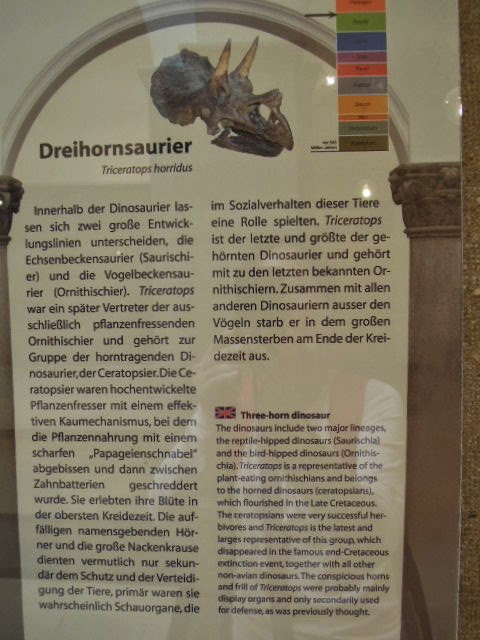 Dreihornsaurier
Triceratops horridus
Innerhalb der Dinosaurier las-
sen sich zwei große Entwick-
lungslinien unterscheiden, die
Echsenbeckensaurier (Saurischi-
er) und die Vogelbeckensau-
rier (Ornithischier). Triceratops
war ein später Vertreter der aus-
schließlich pflanzenfressenden
Ornithischier und gehört zur
Gruppe der horntragenden Di-
nosaurier, der Ceratopsier. Die Ce-
ratopsier waren hochentwickelte
Pflanzenfresser mit einem effek-
tiven Kaumechanismus, bei dem
die Pflanzennahrung mit einem
scharfen „Papageienschnabel"
abgebissen und dann zwischen
Zahnbatterien geschreddert
wurde. Sie erlebten ihre Blüte in
der obersten Kreidezeit. Die auf-
fälligen namensgebenden Hör-
ner und die große Nackenkrause
dienten vermutlich nur sekun-
där dem Schutz und der Verteidi-
gung der Tiere, primär waren sie
wahrscheinlich Schauorgane, die
im Sozialverhalten dieser Tiere
eine Rolle spielten. Triceratops
ist der letzte und größte der ge-
hörnten Dinosaurier und gehört
mit zu den letzten bekannten Or-
nithischiern. Zusammen mit allen
anderen Dinosauriern ausser den
Vögeln starb er in dem großen
Massensterben am Ende der Krei-
dezeit aus.
Three-horn dinosaur
The dinosaurs include two major lineages,
the reptile-hipped dinosaurs (Saurischia)
and the bird-hipped dinosaurs (Ornithis-
chia). Triceratops is a representative of the
plant-eating ornithischians and belongs
to the horned dinosaurs (ceratopsians),
which flourished in the Late Cretaceous.
The ceratopsians were very successful her-
bivores and Triceratops is the latest and
larges representative of this group, which
disappeared in the famous end-Cretaceous
extinction event, together with all other
non-avian dinosaurs. The conspicious horns
and frill of Triceratops were probably mainly
display organs and only secondarily used
for defense, as was previously thought.